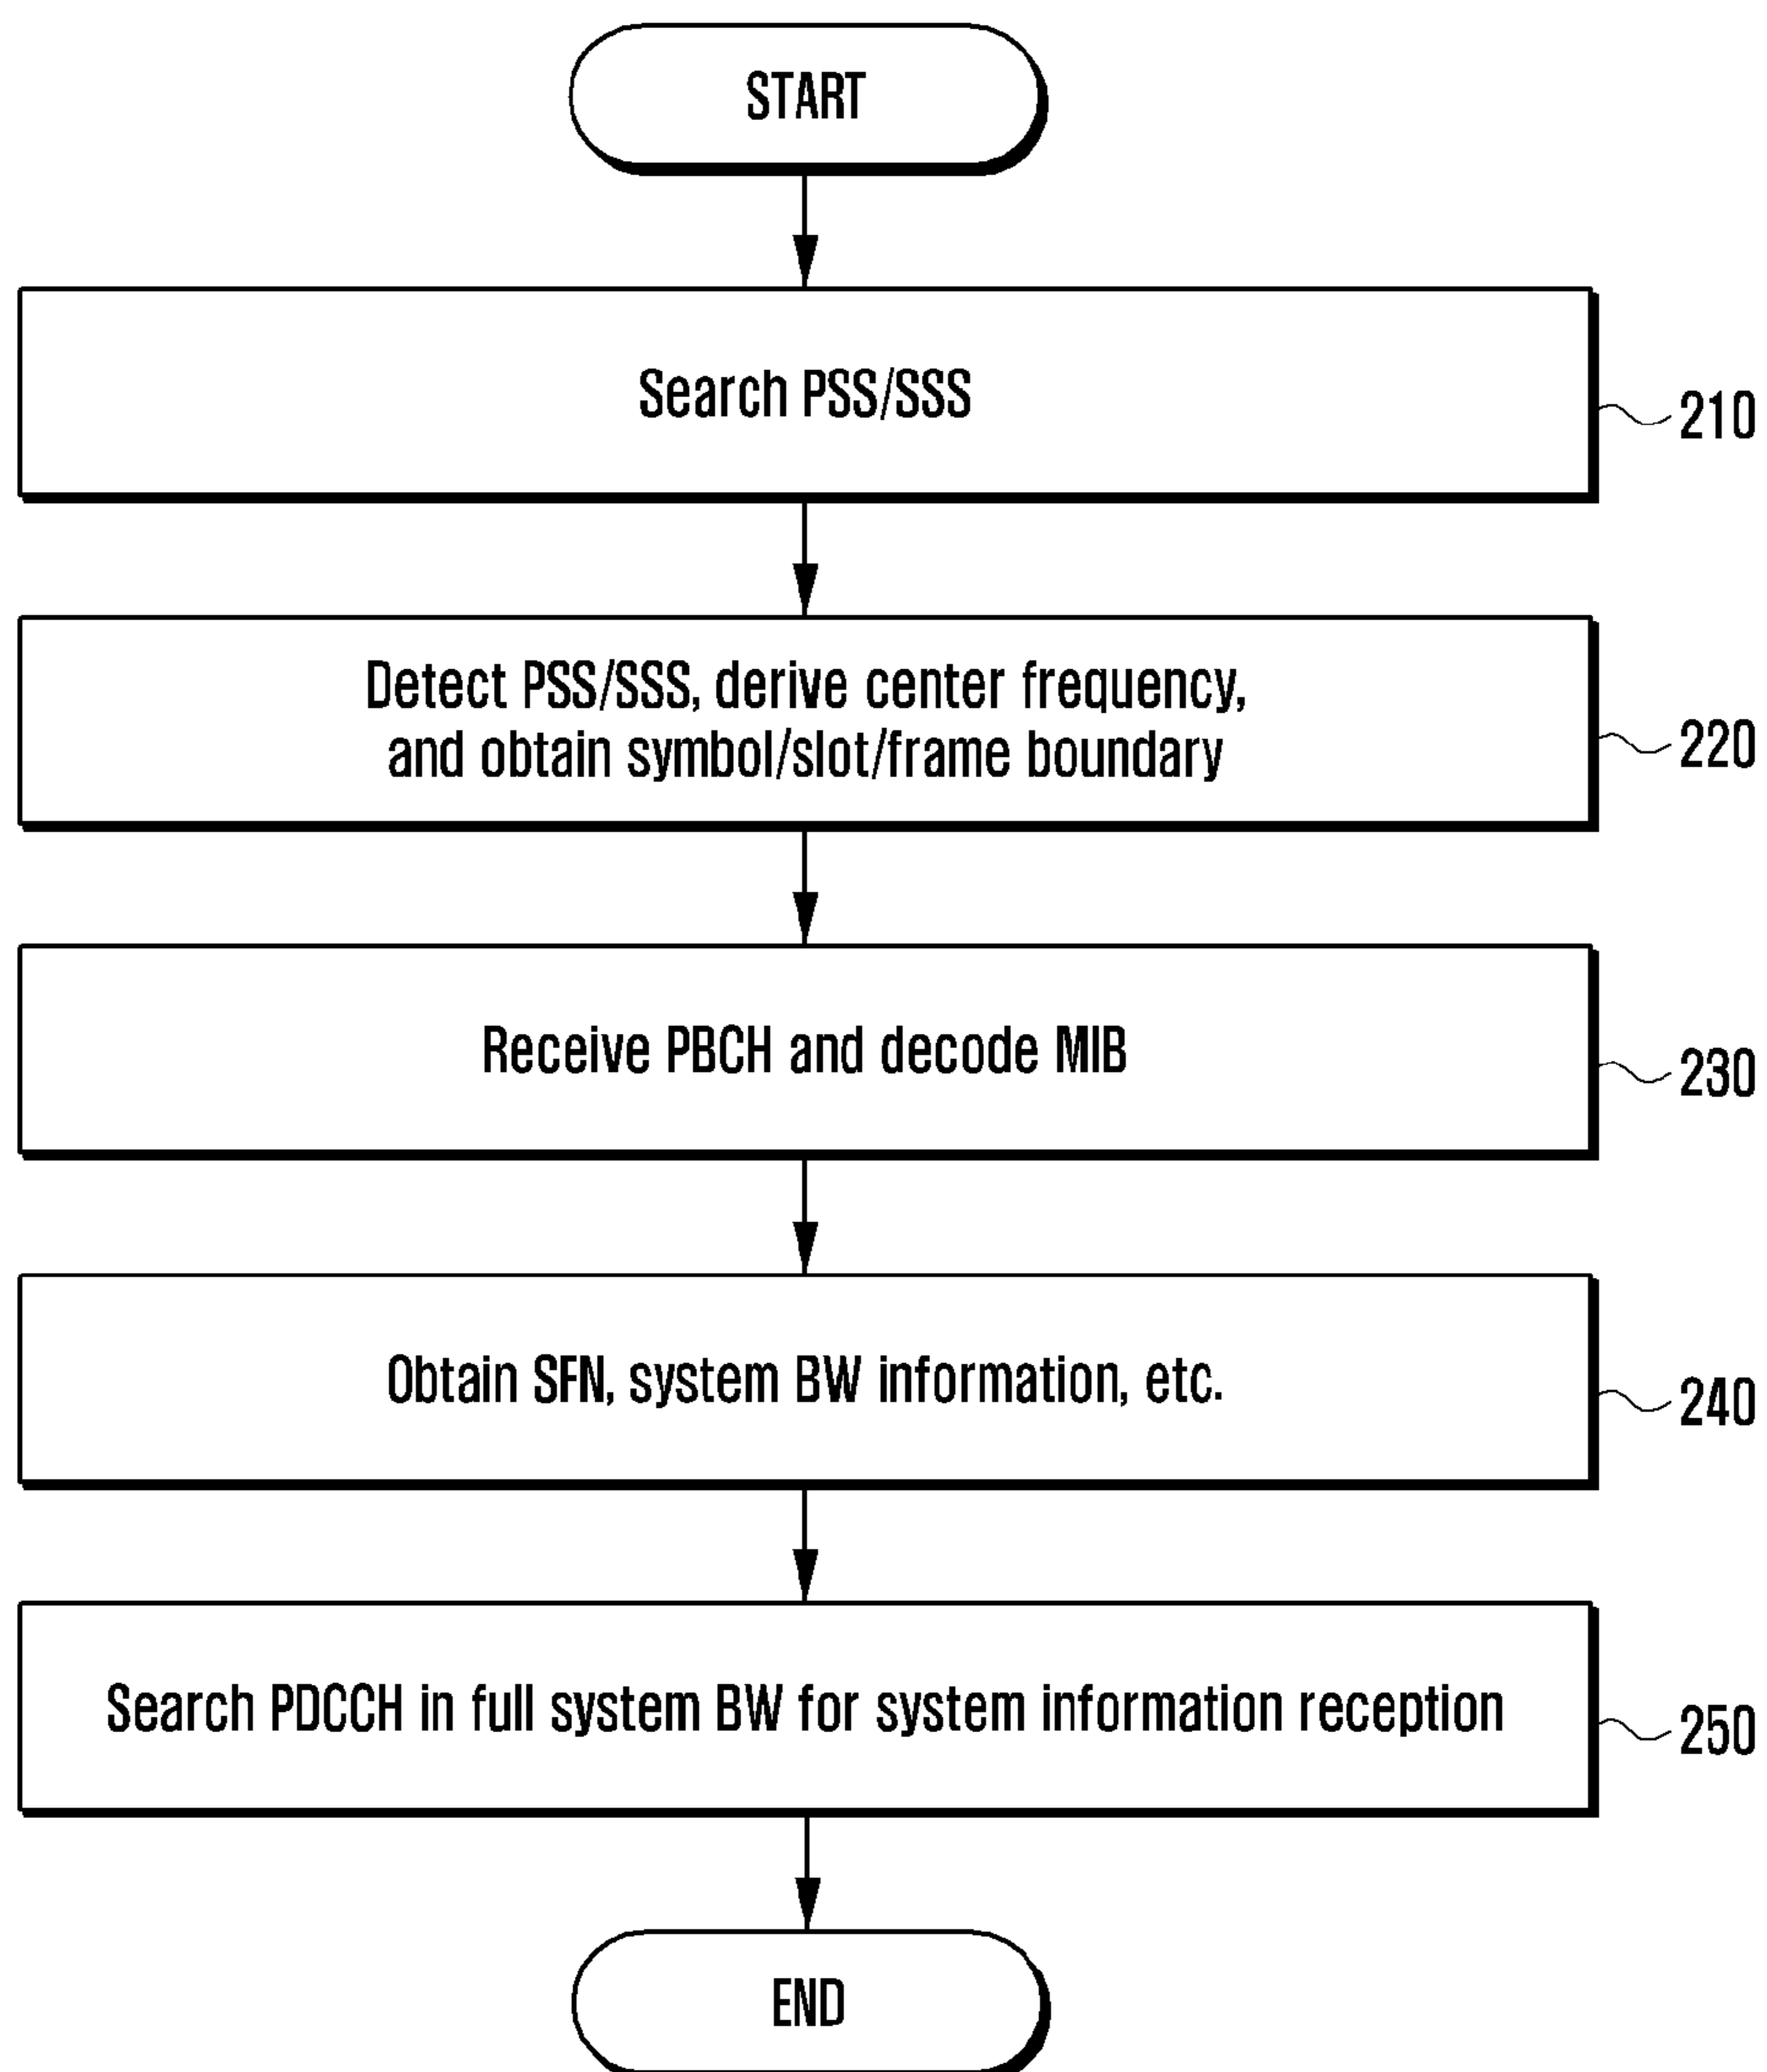 START
Search PSS/SSS
210
Detect PSS/SSS, derive center frequency,
and obtain symbol/slot/frame boundary
220
Receive PBCH and decode MIB
230
Obtain SFN, system BW information, etc.
240
Search PDCCH in full system BW for system information reception
250
END